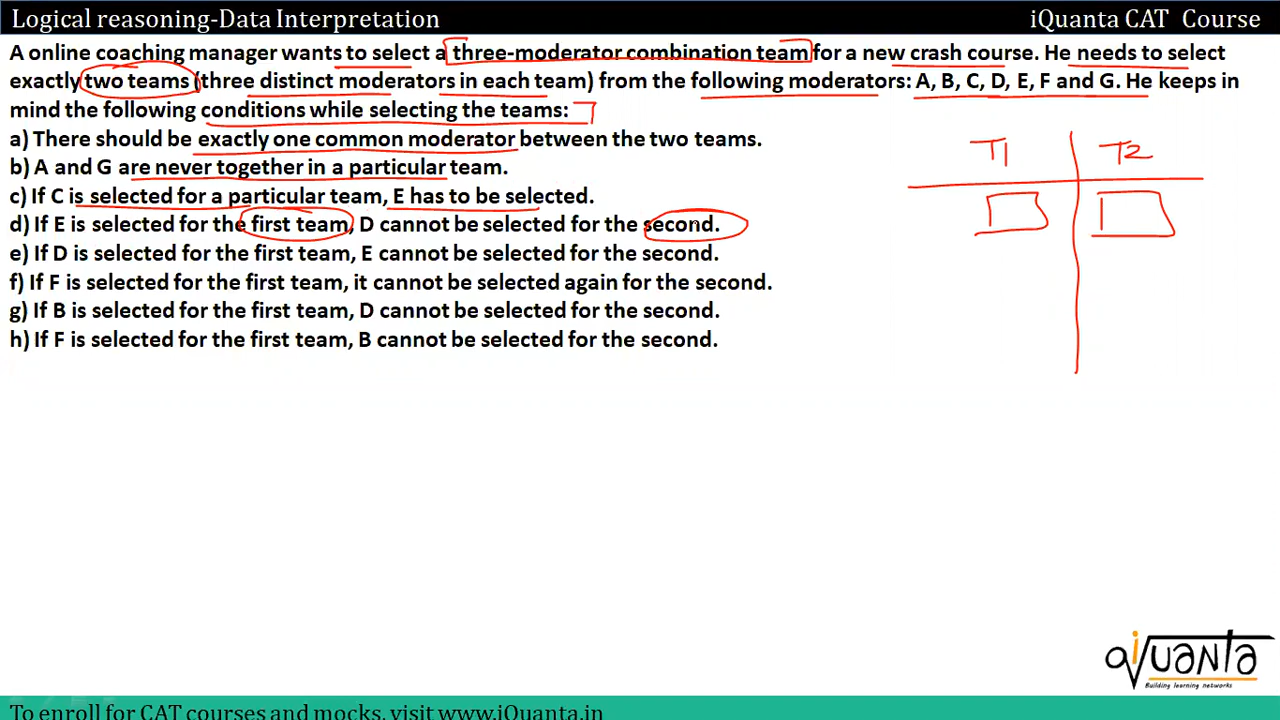 Logical reasoning-Data Interpretation
iQuanta CAT Course
A online coaching manager wants to select a three-moderator combination team for a new crash course. He needs to select
exactly two teams (three distinct moderators in each team) from the following moderators: A, B, C, D, E, F and G. He keeps in
mind the following conditions while selecting the teams:
a) There should be exactly one common moderator between the two teams.
b) A and G are never together in a particular team.
c) If C is selected for a particular team, E has to be selected.
d) If E is selected for the first team, D cannot be selected for the second.
e) If D is selected for the first team, E cannot be selected for the second.
f) If F is selected for the first team, it cannot be selected again for the second.
g) If B is selected for the first team, D cannot be selected for the second.
h) If F is selected for the first team, B cannot be selected for the second.
T1 T2
iQuanta
Building learning networks
To enroll for CAT courses and mocks, visit www.iQuanta.in